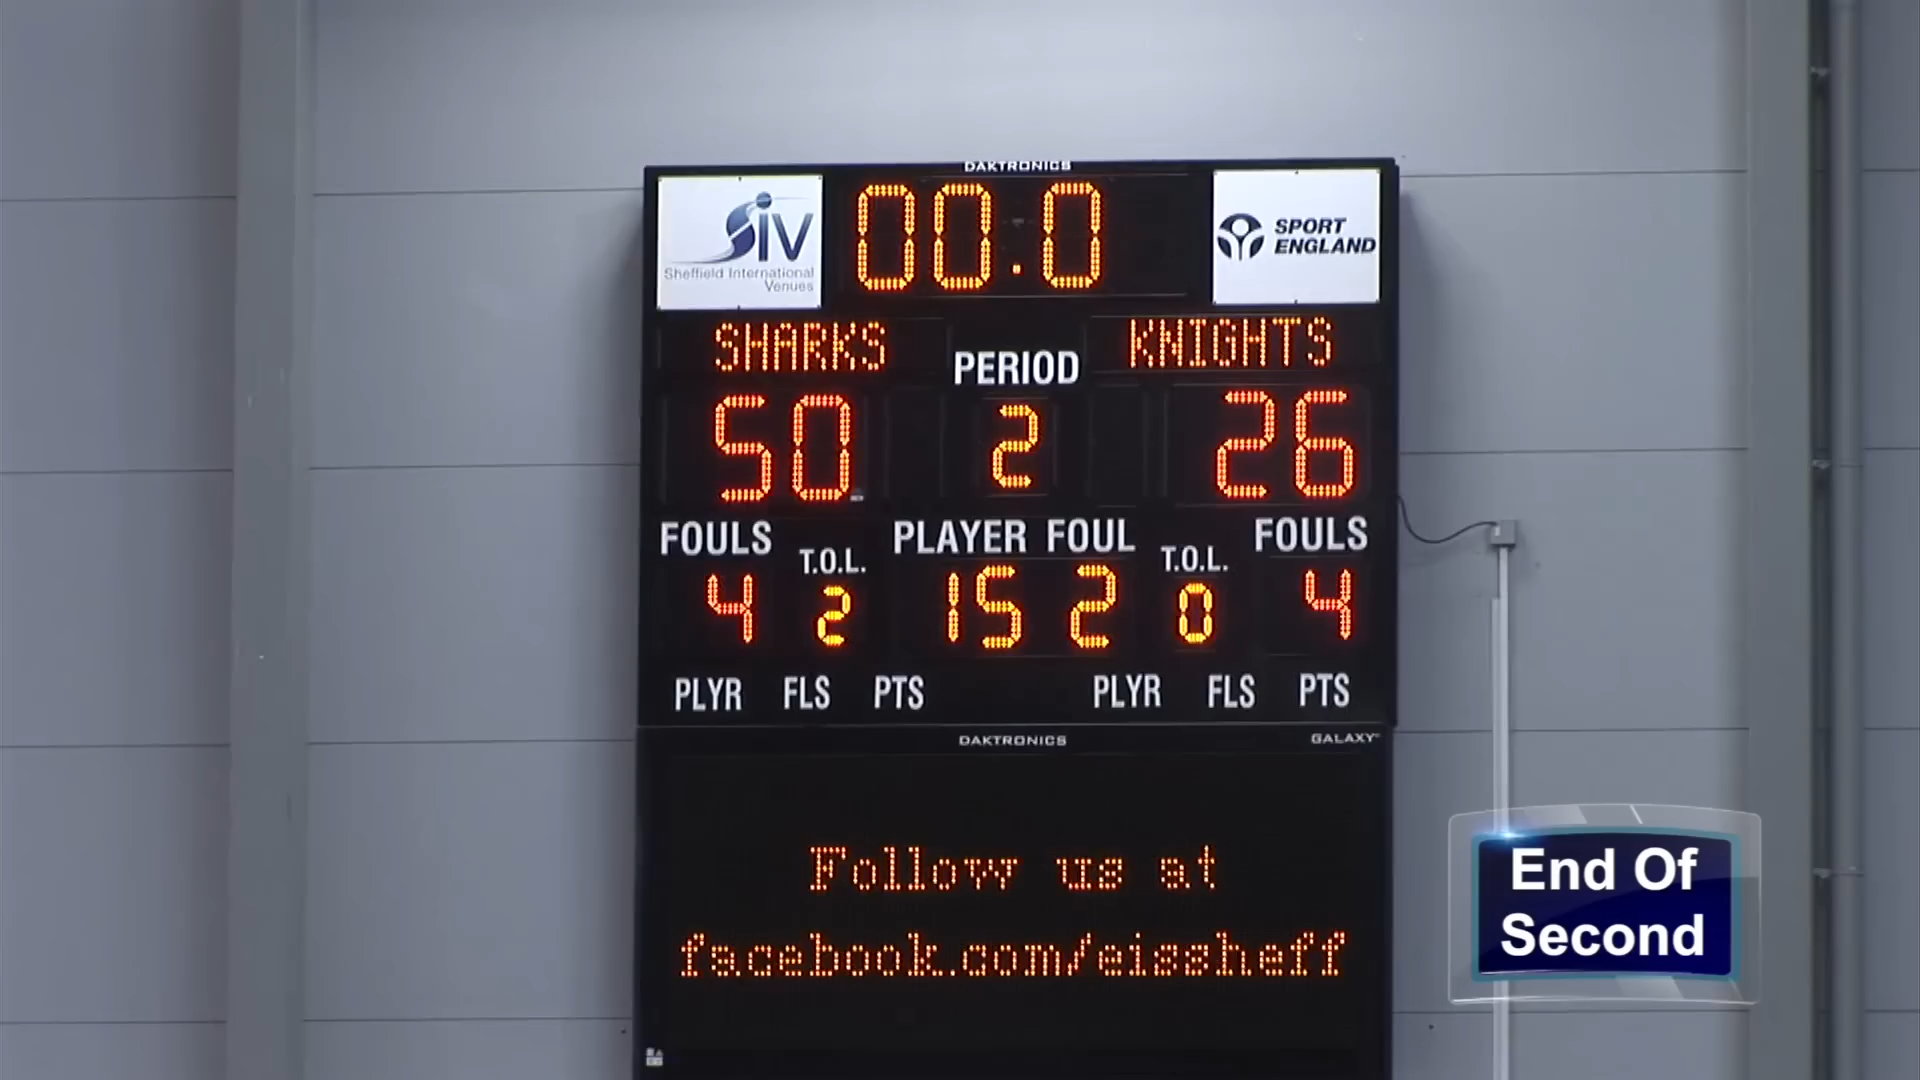 DAKTRONICS
SiV
Sheffield International
Venues
00.0
SPORT
ENGLAND
SHARKS
KNIGHTS
PERIOD
50
2
26
FOULS
T.O.L.
PLAYER FOUL
T.O.L.
FOULS
4
2
15 2
0
4
PLYR FLS PTS
PLYR FLS PTS
DAKTRONICS
GALAXY
Follow us at
facebook.com/eissheff
End Of
Second